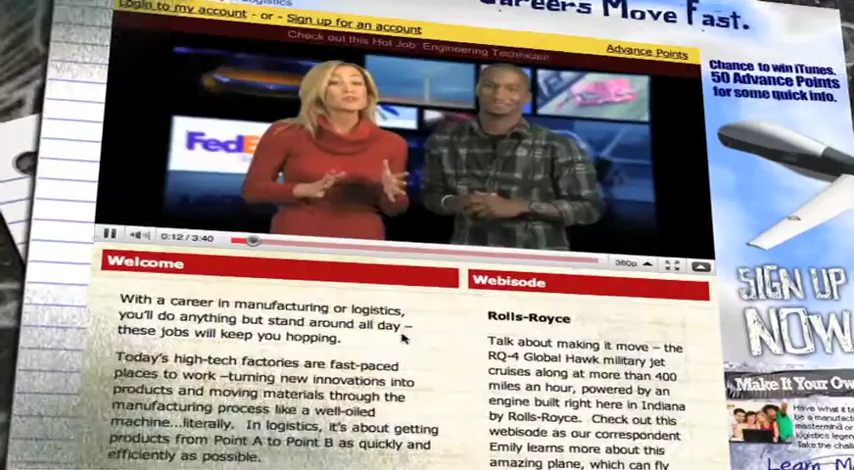 Careers Move Fast.
Login to my account - or - Sign up for an account
Advance Points
Check out this Hot Job: Engineering Technician
Chance to win iTunes.
50 Advance Points
for some quick info.
FedE
0:12 / 3:40
360p
SIGN UP
NOW
Welcome
With a career in manufacturing or logistics,
you'll do anything but stand around all day –
these jobs will keep you hopping.
Today's high-tech factories are fast-paced
places to work –turning new innovations into
products and moving materials through the
manufacturing process like a well-oiled
machine...literally. In logistics, it's about getting
products from Point A to Point B as quickly and
efficiently as possible.
Webisode
Rolls-Royce
Talk about making it move – the
RQ-4 Global Hawk military jet
cruises along at more than 400
miles an hour, powered by an
engine built right here in Indiana
by Rolls-Royce. Check out this
webisode as our correspondent
Emily learns more about this
amazing plane, which can fly
Make It Your Ow
Have what it t
be a manufact
mastermind or
logistics legen
Take the chall
Learn M